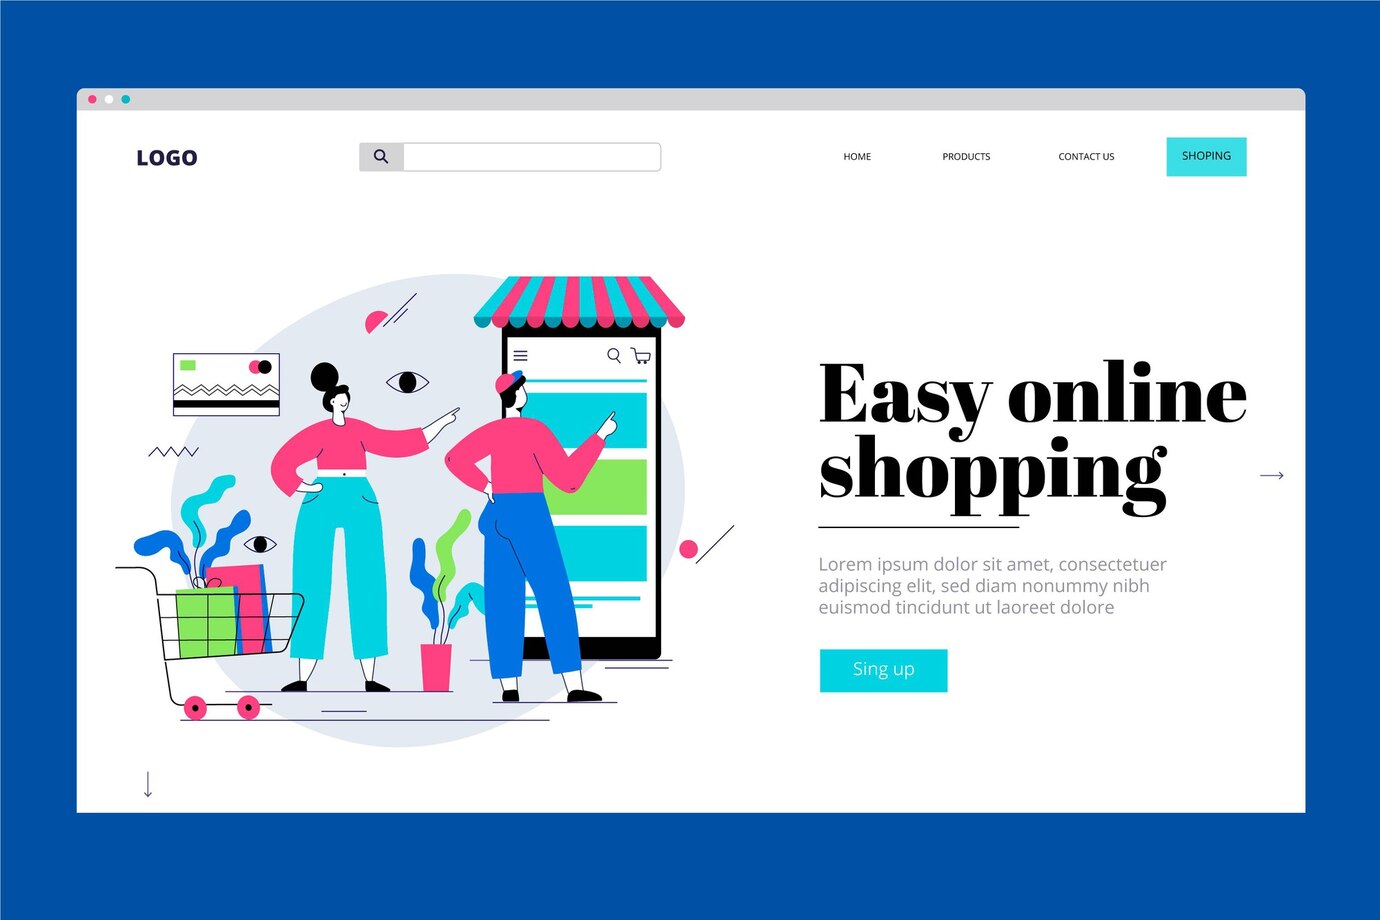 LOGO
HOME
PRODUCTS
CONTACT US
SHOPING
Easy online
shopping
Lorem ipsum dolor sit amet, consectetuer
adipiscing elit, sed diam nonummy nibh
euismod tincidunt ut laoreet dolore
Sing up